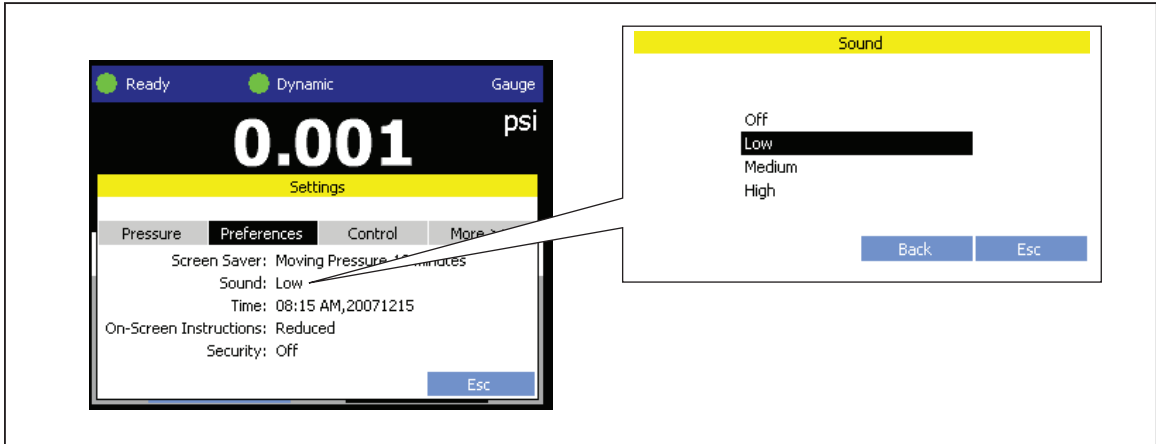 Ready Dynamic Gauge
0.001 psi
Settings
Pressure Preferences Control More
Screen Saver: Moving Pressure
Sound: Low
Time: 08:15 AM,20071215
On-Screen Instructions: Reduced
Security: Off
Esc
Sound
Off
Low
Medium
High
Back Esc